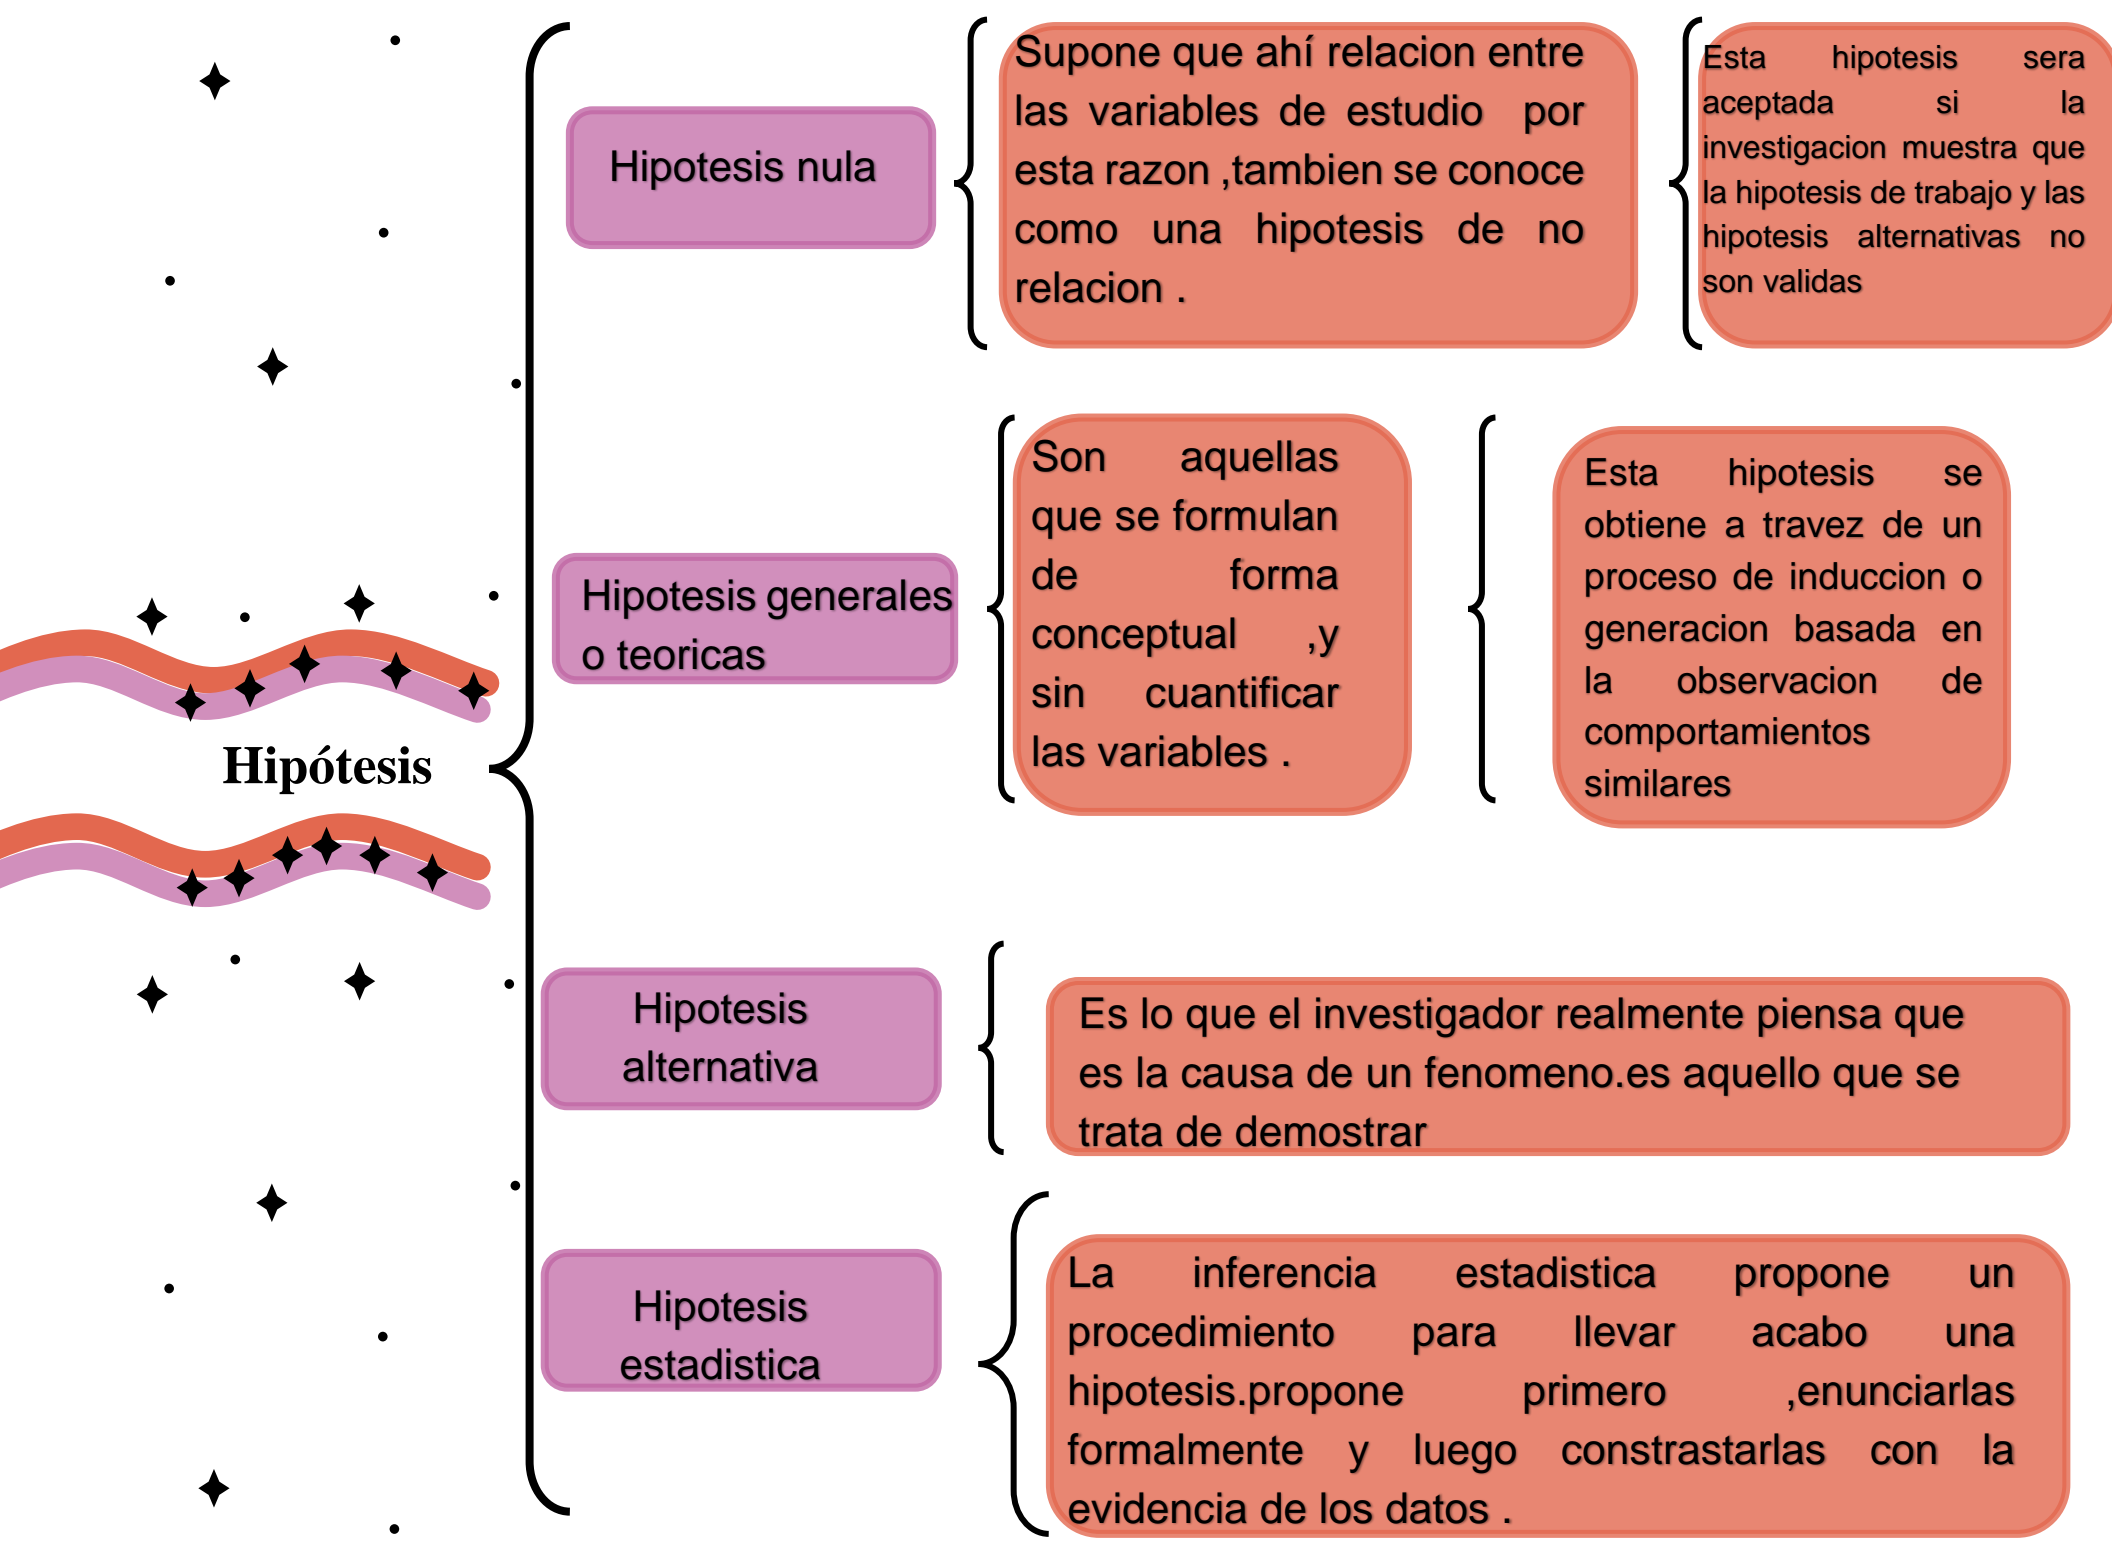 Hipótesis
Hipotesis nula
Supone que ahí relacion entre
las variables de estudio por
esta razon ,tambien se conoce
como una hipotesis de no
relacion .
Esta hipotesis sera
aceptada si la
investigacion muestra que
la hipotesis de trabajo y las
hipotesis alternativas no
son validas
Hipotesis generales
o teoricas
Son aquellas
que se formulan
de forma
conceptual ,y
sin cuantificar
las variables .
Esta hipotesis se
obtiene a travez de un
proceso de induccion o
generacion basada en
la observacion de
comportamientos
similares
Hipotesis
alternativa
Es lo que el investigador realmente piensa que
es la causa de un fenomeno.es aquello que se
trata de demostrar
Hipotesis
estadistica
La inferencia estadistica propone un
procedimiento para llevar acabo una
hipotesis.propone primero ,enunciarlas
formalmente y luego constrastarlas con la
evidencia de los datos .